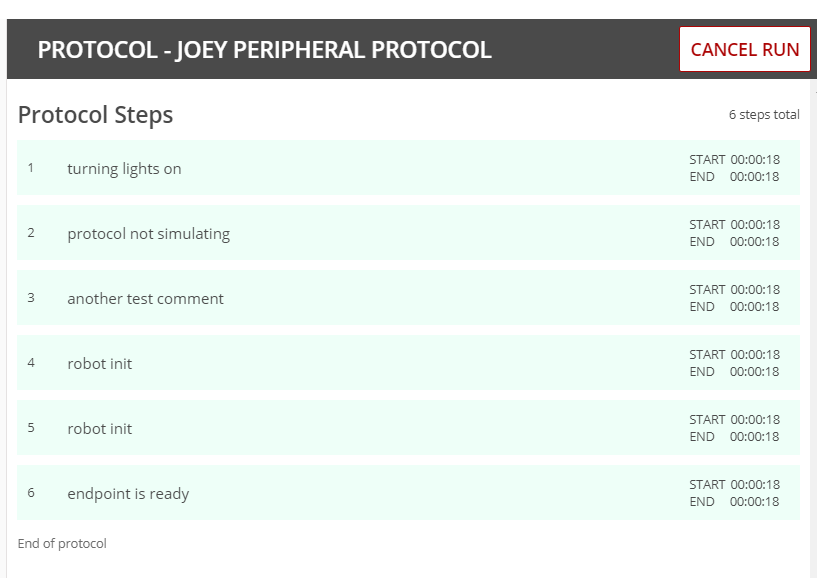 PROTOCOL - JOEY PERIPHERAL PROTOCOL
CANCEL RUN
Protocol Steps
6 steps total
1 turning lights on START 00:00:18
END 00:00:18
2 protocol not simulating START 00:00:18
END 00:00:18
3 another test comment START 00:00:18
END 00:00:18
4 robot init START 00:00:18
END 00:00:18
5 robot init START 00:00:18
END 00:00:18
6 endpoint is ready START 00:00:18
END 00:00:18
End of protocol